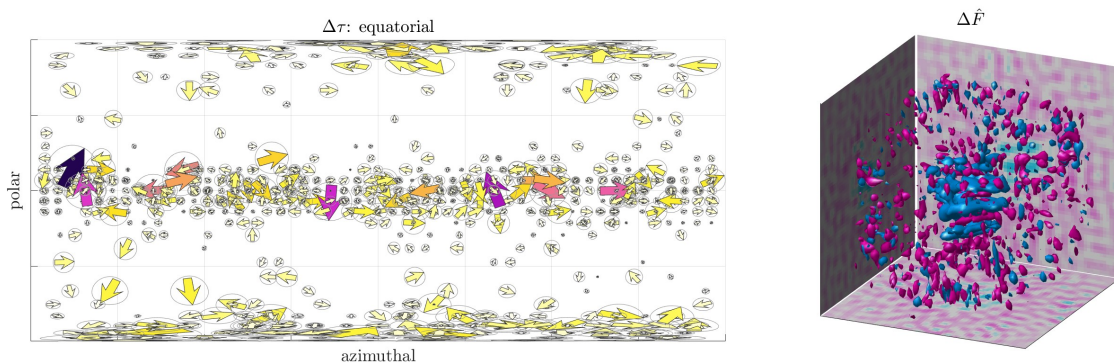 Δτ: equatorial
polar
azimuthal
ΔF̂